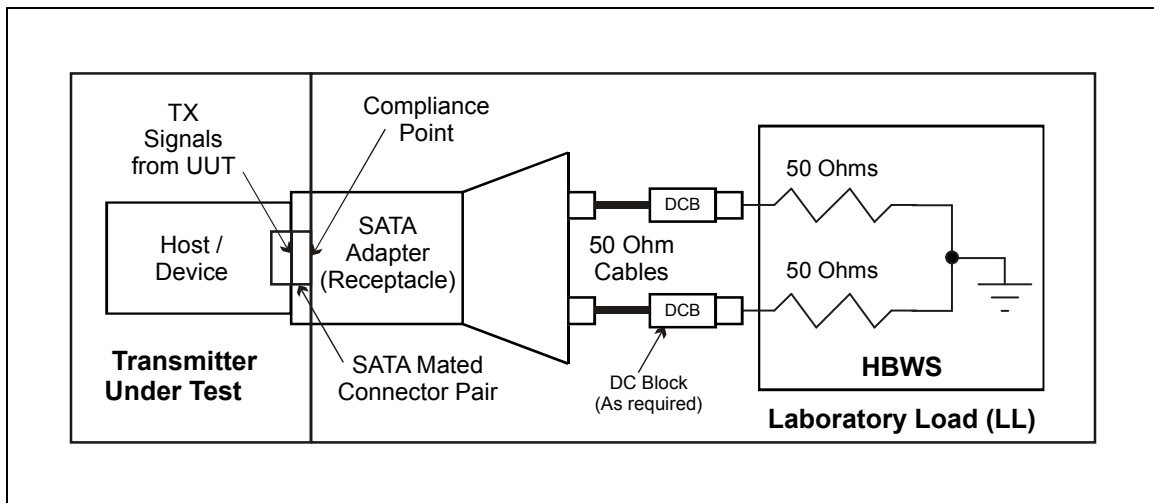 TX
Signals
from UUT
Compliance
Point
Host /
Device
SATA
Adapter
(Receptacle)
Transmitter
Under Test
SATA Mated
Connector Pair
DCB
50 Ohm
Cables
DCB
DC Block
(As required)
50 Ohms
50 Ohms
HBWS
Laboratory Load (LL)